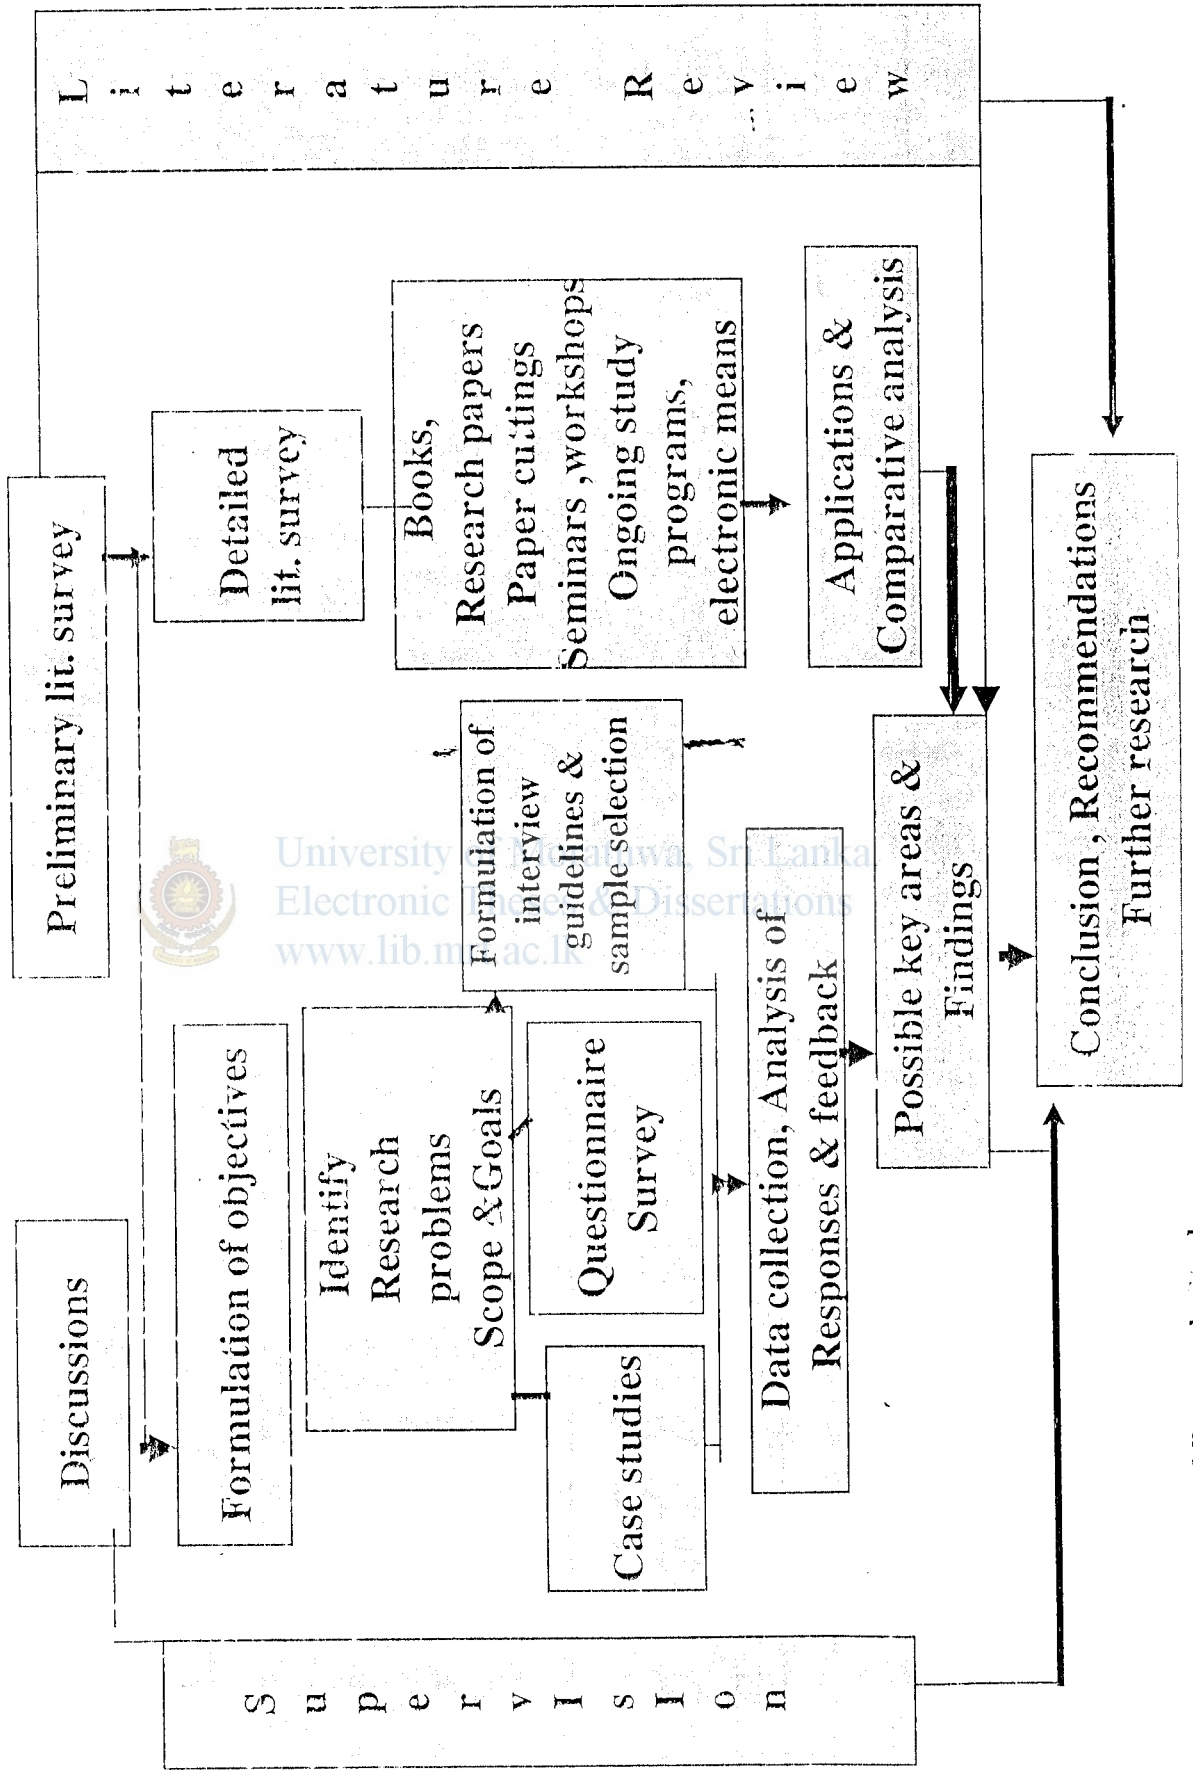 Discussions
Preliminary lit. survey
Formulation of objectives
Detailed
lit. survey
Identify
Research
problems
Scope &Goals
Books,
Research papers
Paper cuttings
Seminars ,workshops
Ongoing study
programs,
electronic means
Formulation of
interview
guidelines &
sample selection
Case studies
Questionnaire
Survey
Applications &
Comparative analysis
Data collection, Analysis of
Responses & feedback
Possible key areas &
Findings
Conclusion , Recommendations
Further research
S u p e r v I s I o n
L i t e r a t u r e R e v i e w
University of Moratuwa, Sri Lanka.
Electronic Theses & Dissertations
www.lib.mrt.ac.lk